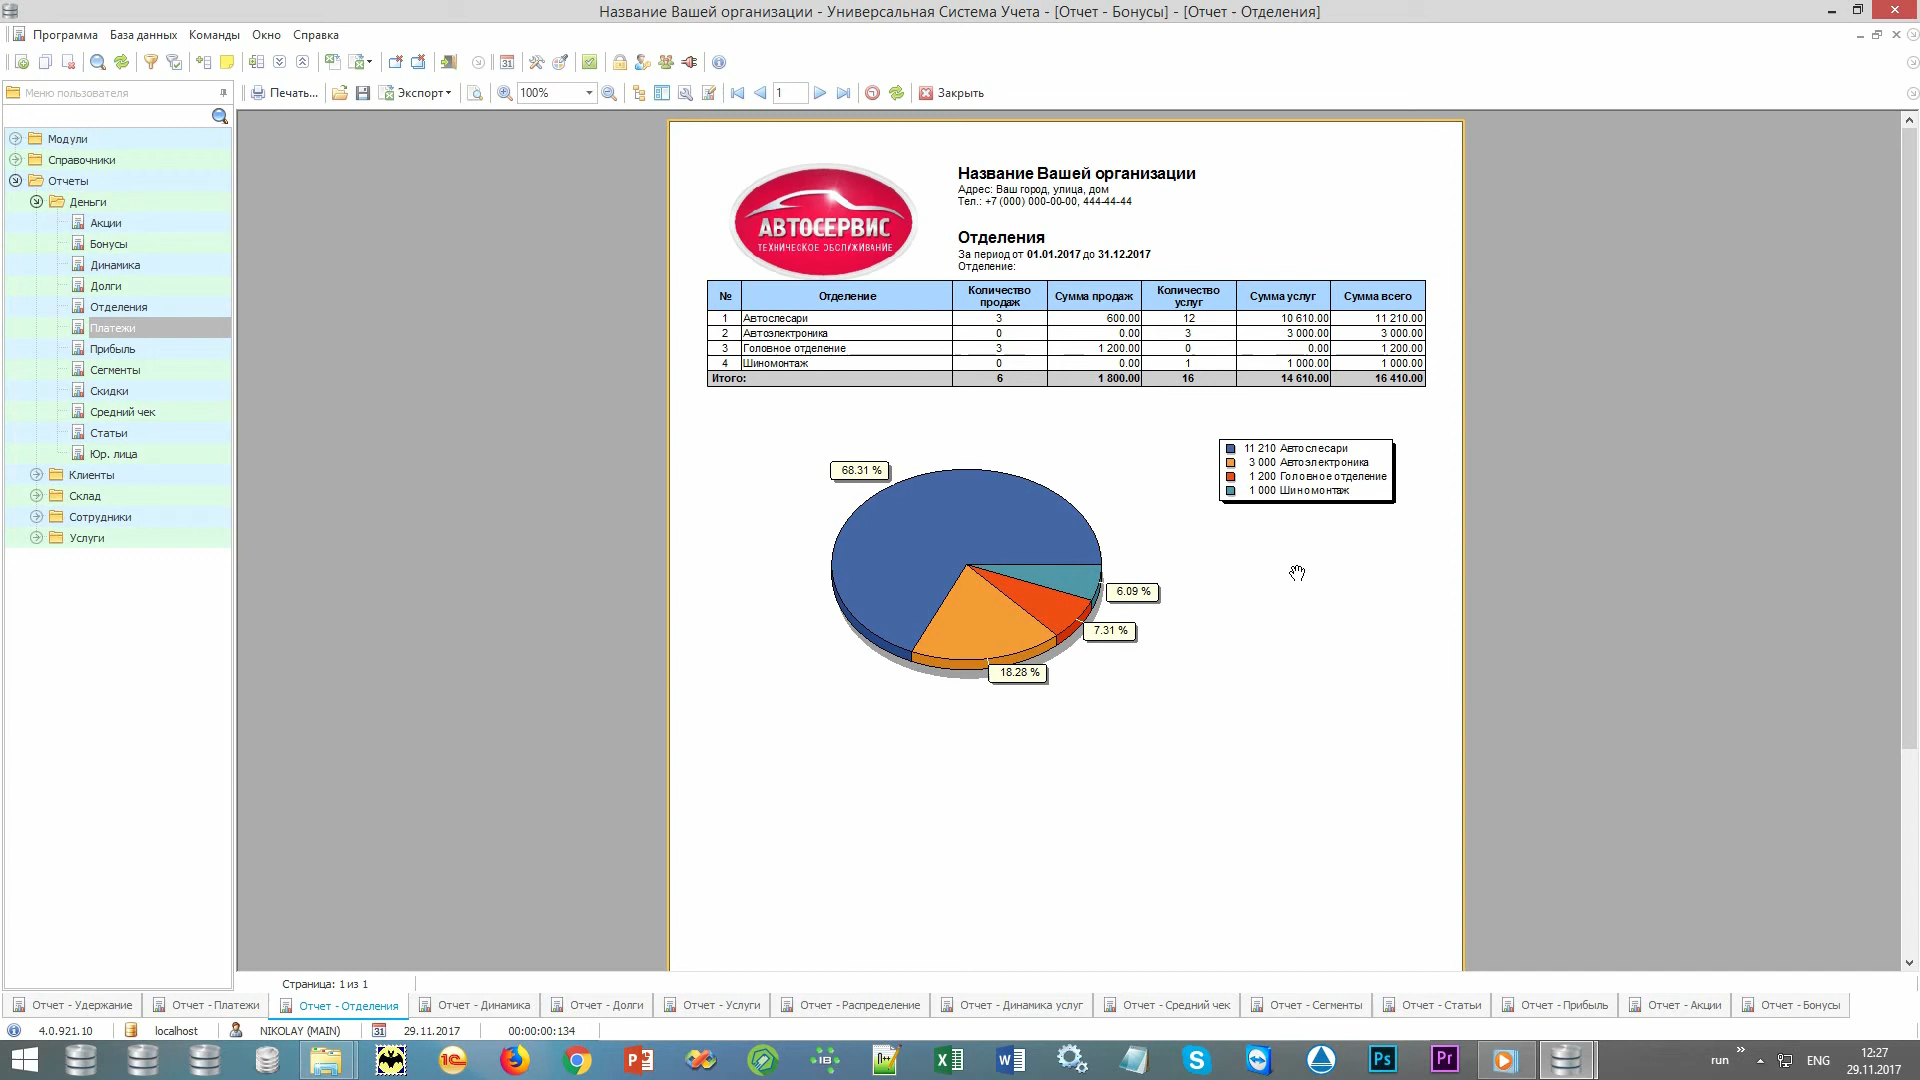 Название Вашей организации - Универсальная Система Учета - [Отчет - Бонусы] - [Отчет - Отделения]
Программа База данных Команды Окно Справка
Меню пользователя
Печать... Экспорт 100% 1 Закрыть
Модули
Справочники
Отчеты
Деньги
Акции
Бонусы
Динамика
Долги
Отделения
Платежи
Прибыль
Сегменты
Скидки
Средний чек
Статьи
Юр. лица
Клиенты
Склад
Сотрудники
Услуги
АВТОСЕРВИС
ТЕХНИЧЕСКОЕ ОБСЛУЖИВАНИЕ
Название Вашей организации
Адрес: Ваш город, улица, дом
Тел.: +7 (000) 000-00-00, 444-44-44
Отделения
За период от 01.01.2017 до 31.12.2017
Отделение:
№ Отделение Количество продаж Сумма продаж Количество услуг Сумма услуг Сумма всего
1 Автослесари 3 600.00 12 10 610.00 11 210.00
2 Автоэлектроника 0 0.00 3 3 000.00 3 000.00
3 Головное отделение 3 1 200.00 0 0.00 1 200.00
4 Шиномонтаж 0 0.00 1 1 000.00 1 000.00
Итого: 6 1 800.00 16 14 610.00 16 410.00
11 210 Автослесари
3 000 Автоэлектроника
1 200 Головное отделение
1 000 Шиномонтаж
68.31 %
6.09 %
7.31 %
18.28 %
Страница: 1 из 1
Отчет - Удержание Отчет - Платежи Отчет - Отделения Отчет - Динамика Отчет - Долги Отчет - Услуги Отчет - Распределение Отчет - Динамика услуг Отчет - Средний чек Отчет - Сегменты Отчет - Статьи Отчет - Прибыль Отчет - Акции Отчет - Бонусы
4.0.921.10 localhost NIKOLAY (MAIN) 31 29.11.2017 00:00:00:134
run ENG 12:27
29.11.2017